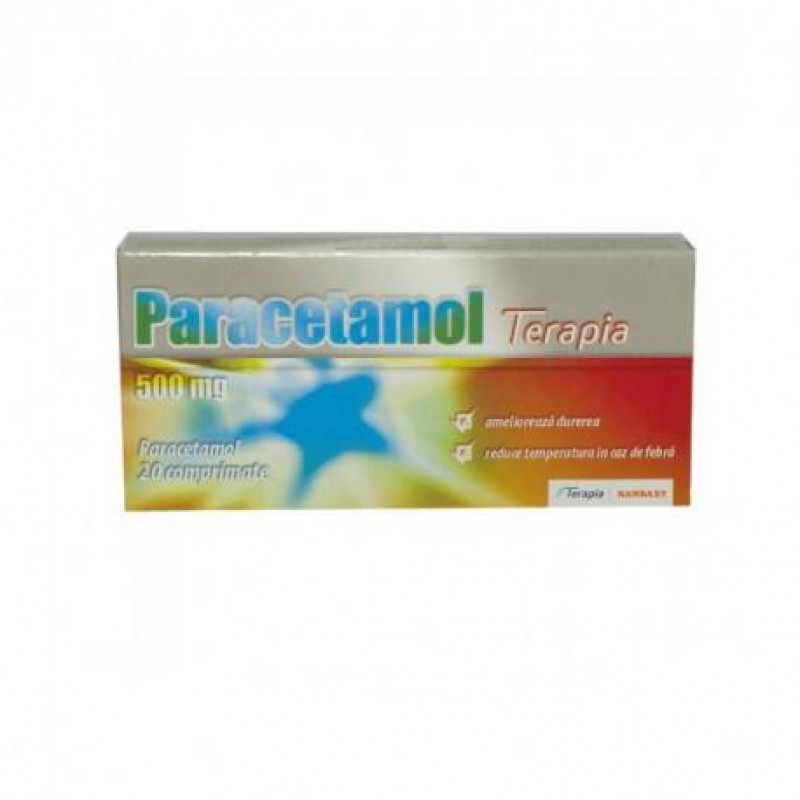 Paracetamol Terapia
500 mg
Paracetamol
20 comprimate
ameliorează durerea
reduce temperatura în caz de febră
Terapia RANBAXY